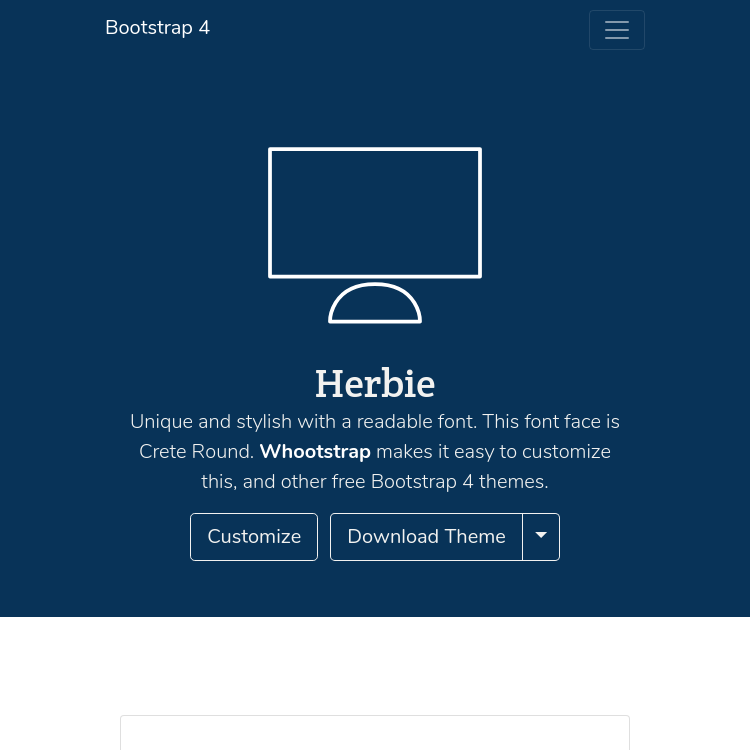 Bootstrap 4
Herbie
Unique and stylish with a readable font. This font face is
Crete Round. Whootstrap makes it easy to customize
this, and other free Bootstrap 4 themes.
Customize
Download Theme